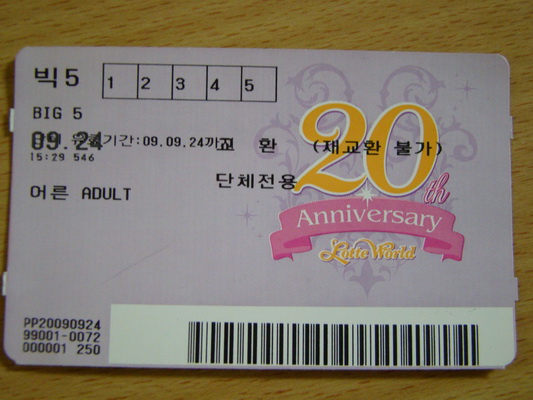 빅5 1 2 3 4 5
BIG 5
09.24 기간:09.09.24까지 교 환 (재교환 불가)
15:29 546
단체전용
어른 ADULT
20th
Anniversary
Lotte World
PP20090924
99001-0072
000001 250